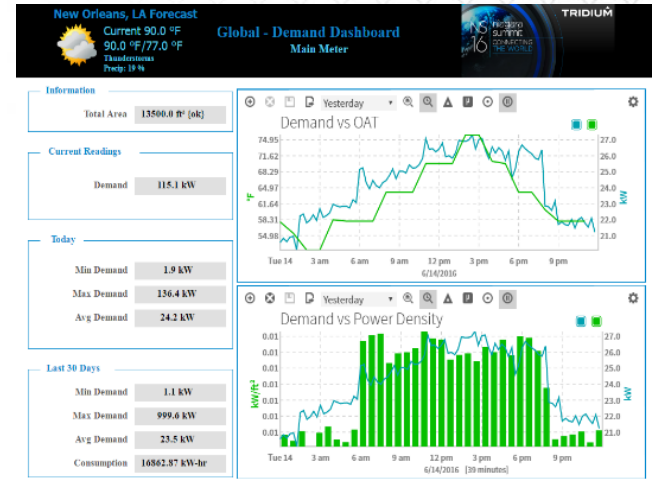 New Orleans, LA Forecast
Current 90.0 °F
90.0 °F/77.0 °F
Thunderstorms
Precip: 19 %
Global - Demand Dashboard
Main Meter
TRIDIUM
NS niagara
summit
16 CONNECTING
THE WORLD
Information
Total Area 13500.0 ft² {ok}
Current Readings
Demand 115.1 kW
Today
Min Demand 1.9 kW
Max Demand 136.4 kW
Avg Demand 24.2 kW
Last 30 Days
Min Demand 1.1 kW
Max Demand 999.6 kW
Avg Demand 23.5 kW
Consumption 16862.87 kW-hr
Yesterday
Demand vs OAT
74.95
71.62
68.29
64.97
61.64
58.31
54.98
°F
27.0
26.0
25.0
24.0
23.0
22.0
21.0
kW
Tue 14 3 am 6 am 9 am 12 pm 3 pm 6 pm 9 pm
6/14/2016
Yesterday
Demand vs Power Density
0.01
0.01
0.01
0.01
0.01
0.01
0.01
kW/ft²
27.0
26.0
25.0
24.0
23.0
22.0
21.0
kW
Tue 14 3 am 6 am 9 am 12 pm 3 pm 6 pm 9 pm
6/14/2016 [39 minutes]